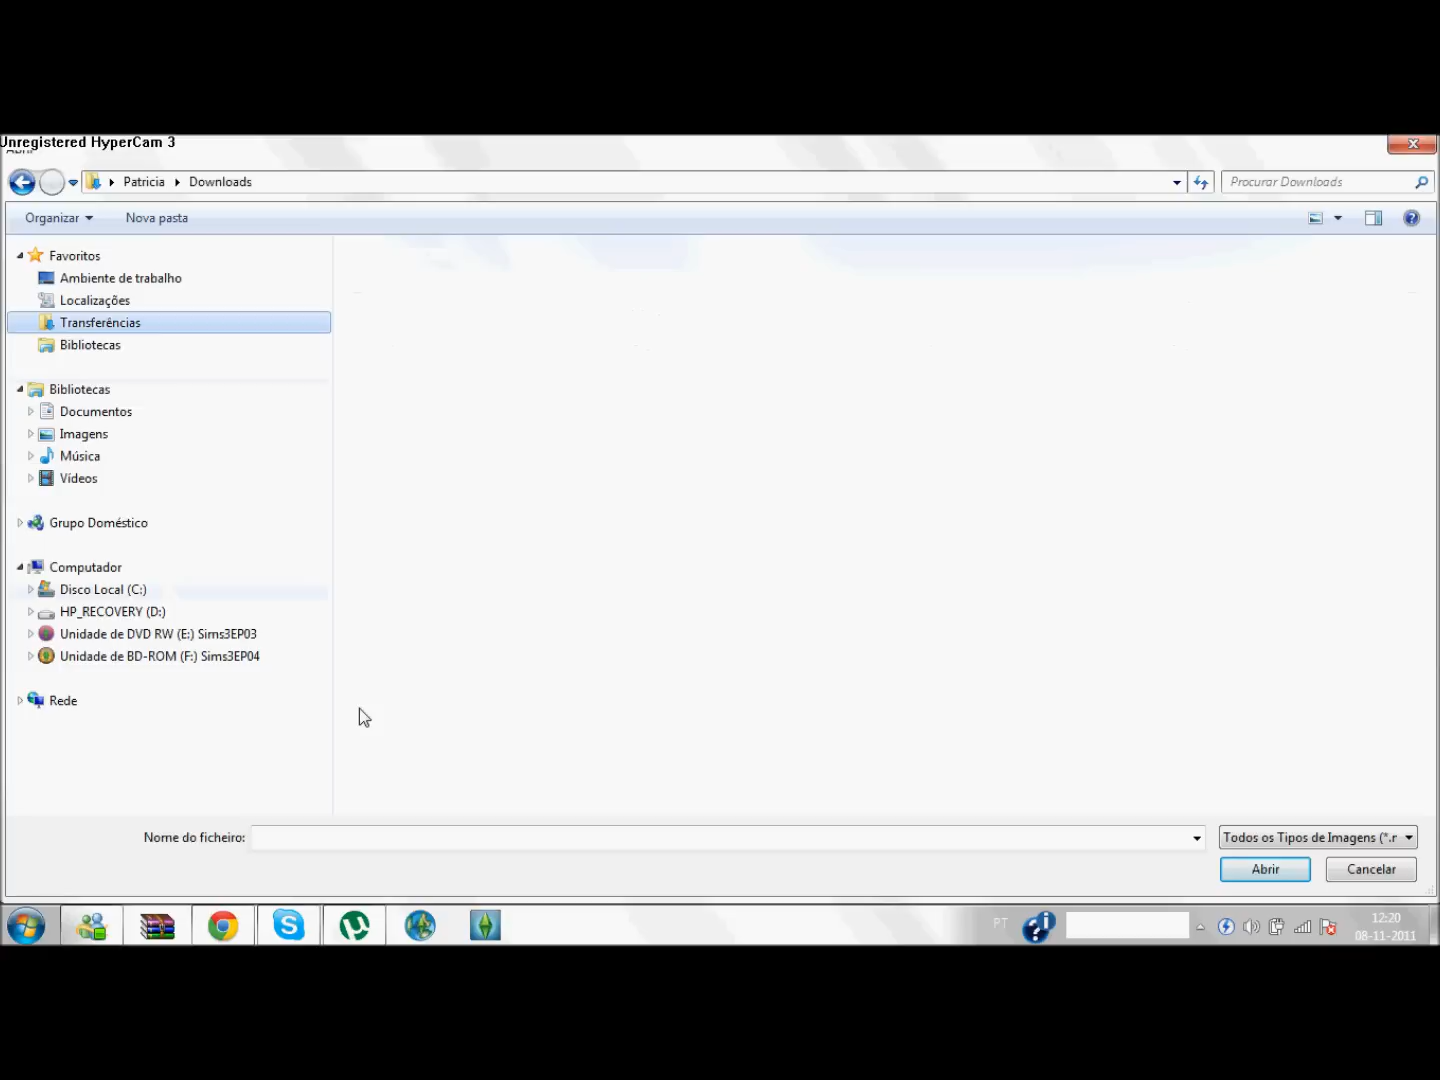 Unregistered HyperCam 3
Patricia
Downloads
Procurar Downloads
Organizar
Nova pasta
Favoritos
Ambiente de trabalho
Localizações
Transferências
Bibliotecas
Bibliotecas
Documentos
Imagens
Música
Vídeos
Grupo Doméstico
Computador
Disco Local (C:)
HP_RECOVERY (D:)
Unidade de DVD RW (E:) Sims3EP03
Unidade de BD-ROM (F:) Sims3EP04
Rede
Nome do ficheiro:
Todos os Tipos de Imagens (*.r
Abrir
Cancelar
PT
12:20
08-11-2011